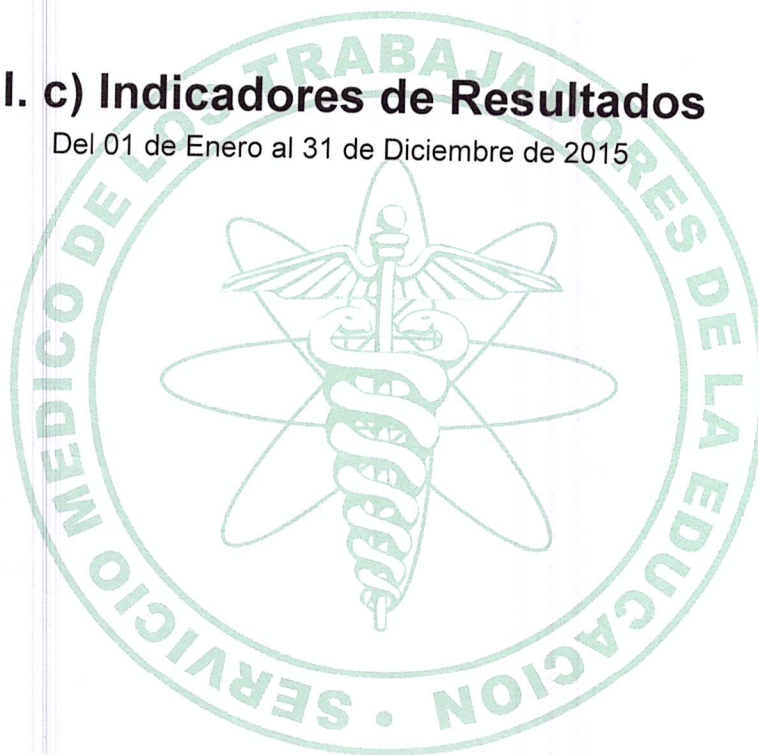 I. c) Indicadores de Resultados
Del 01 de Enero al 31 de Diciembre de 2015
SERVICIO MEDICO DE LOS TRABAJADORES DE LA EDUCACION •